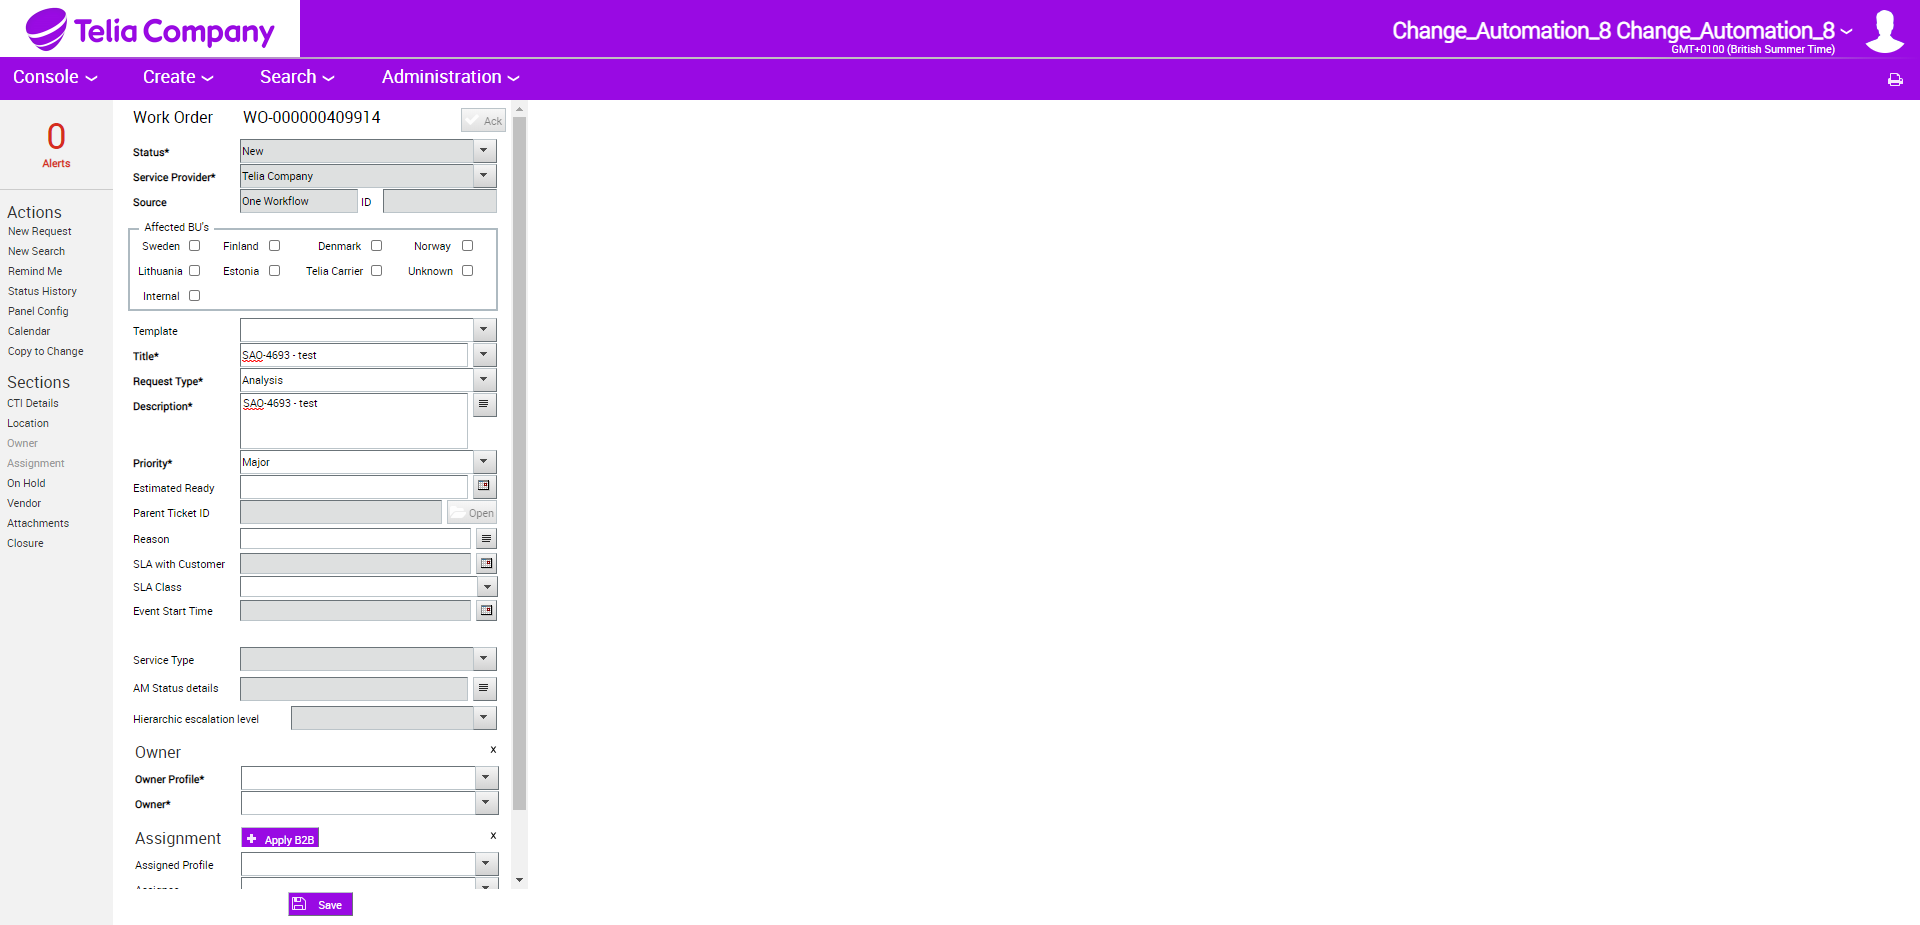 Telia Company
Change_Automation_8 Change_Automation_8
GMT+0100 (British Summer Time)
Console Create Search Administration
0
Alerts
Actions
New Request
New Search
Remind Me
Status History
Panel Config
Calendar
Copy to Change
Sections
CTI Details
Location
Owner
Assignment
On Hold
Vendor
Attachments
Closure
Work Order WO-000000409914 Ack
Status* New
Service Provider* Telia Company
Source One Workflow ID
Affected BU's
Sweden Finland Denmark Norway
Lithuania Estonia Telia Carrier Unknown
Internal
Template
Title* SAO-4693 - test
Request Type* Analysis
Description* SAO-4693 - test
Priority* Major
Estimated Ready
Parent Ticket ID Open
Reason
SLA with Customer
SLA Class
Event Start Time
Service Type
AM Status details
Hierarchic escalation level
Owner x
Owner Profile*
Owner*
Assignment Apply B2B x
Assigned Profile
Save